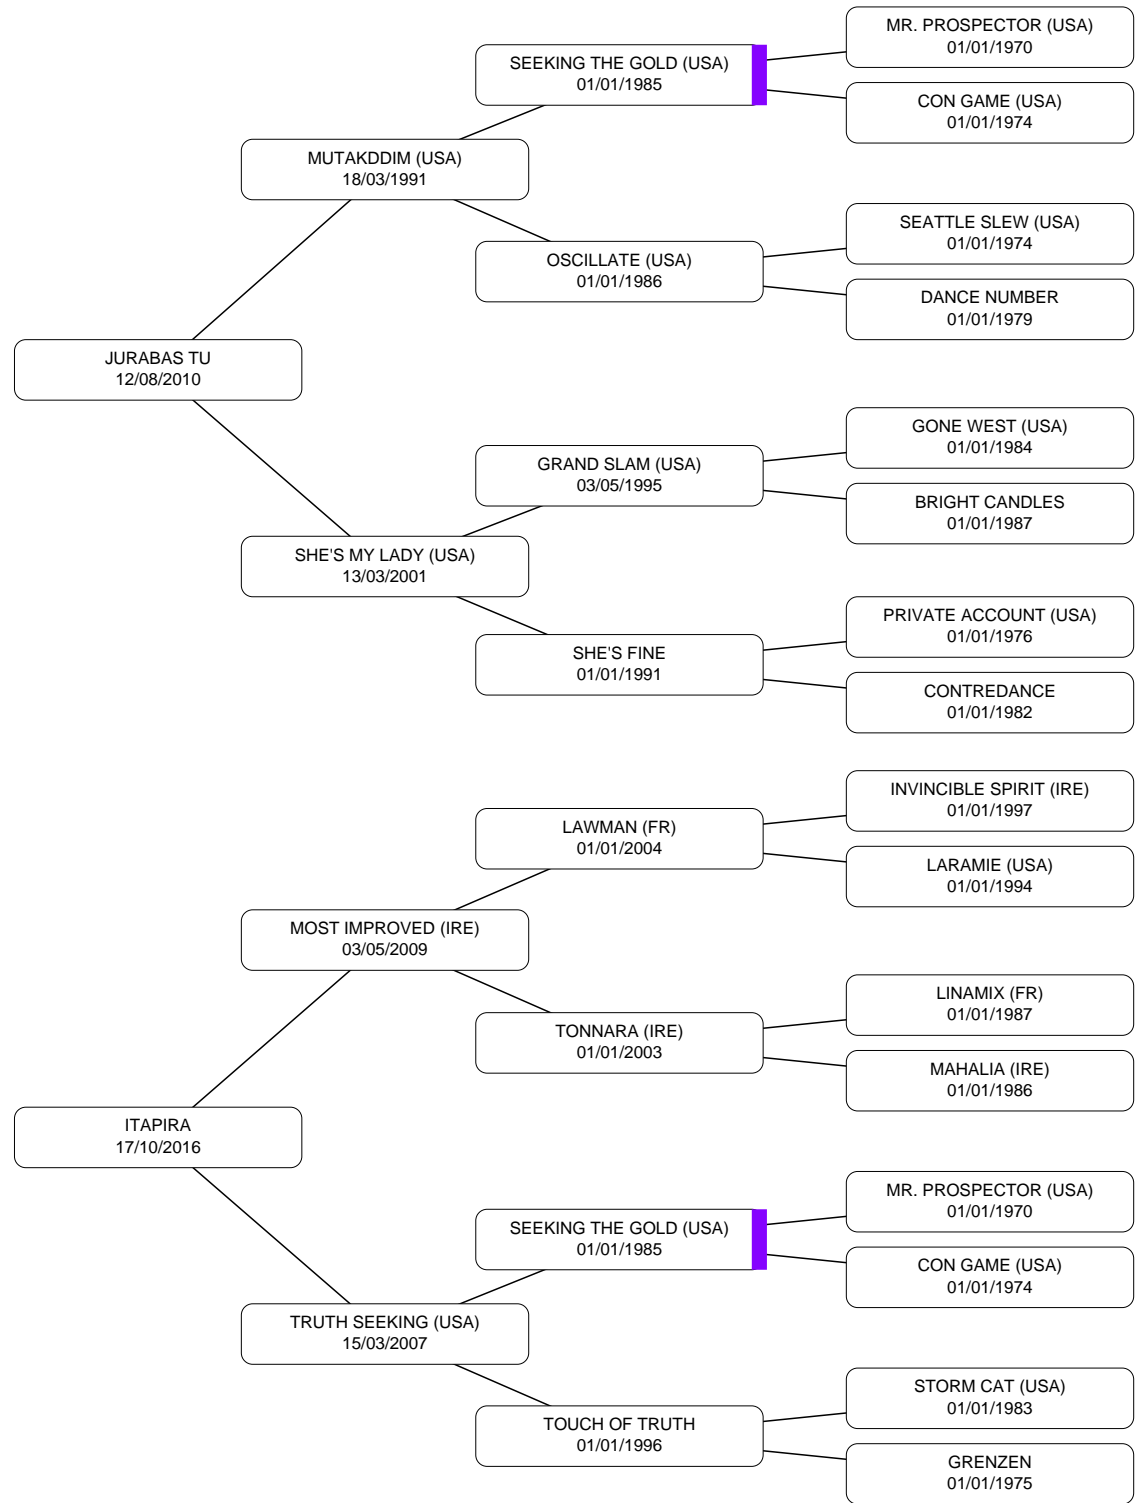 MR. PROSPECTOR (USA)
01/01/1970
SEEKING THE GOLD (USA)
01/01/1985
CON GAME (USA)
01/01/1974
MUTAKDDIM (USA)
18/03/1991
SEATTLE SLEW (USA)
01/01/1974
OSCILLATE (USA)
01/01/1986
DANCE NUMBER
01/01/1979
JURABAS TU
12/08/2010
GONE WEST (USA)
01/01/1984
GRAND SLAM (USA)
03/05/1995
BRIGHT CANDLES
01/01/1987
SHE'S MY LADY (USA)
13/03/2001
PRIVATE ACCOUNT (USA)
01/01/1976
SHE'S FINE
01/01/1991
CONTREDANCE
01/01/1982
INVINCIBLE SPIRIT (IRE)
01/01/1997
LAWMAN (FR)
01/01/2004
LARAMIE (USA)
01/01/1994
MOST IMPROVED (IRE)
03/05/2009
LINAMIX (FR)
01/01/1987
TONNARA (IRE)
01/01/2003
MAHALIA (IRE)
01/01/1986
ITAPIRA
17/10/2016
MR. PROSPECTOR (USA)
01/01/1970
SEEKING THE GOLD (USA)
01/01/1985
CON GAME (USA)
01/01/1974
TRUTH SEEKING (USA)
15/03/2007
STORM CAT (USA)
01/01/1983
TOUCH OF TRUTH
01/01/1996
GRENZEN
01/01/1975